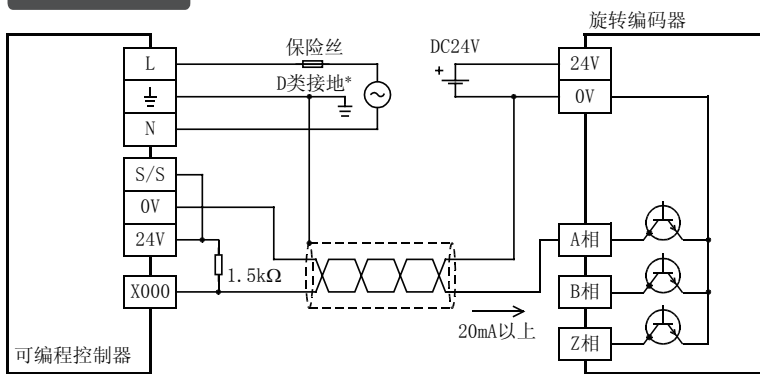 旋转编码器
L
保险丝
DC24V
24V
D类接地*
+
0V
N
S/S
0V
24V
A相
1.5kΩ
X000
B相
20mA以上
Z相
可编程控制器